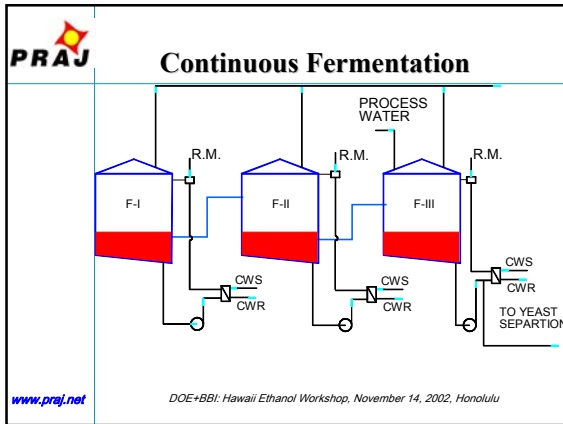 PRAJ
Continuous Fermentation
PROCESS
WATER
R.M.
R.M.
R.M.
F-I
F-II
F-III
CWS
CWR
CWS
CWR
CWS
CWR
TO YEAST
SEPARTION
www.praj.net
DOE+BBI: Hawaii Ethanol Workshop, November 14, 2002, Honolulu